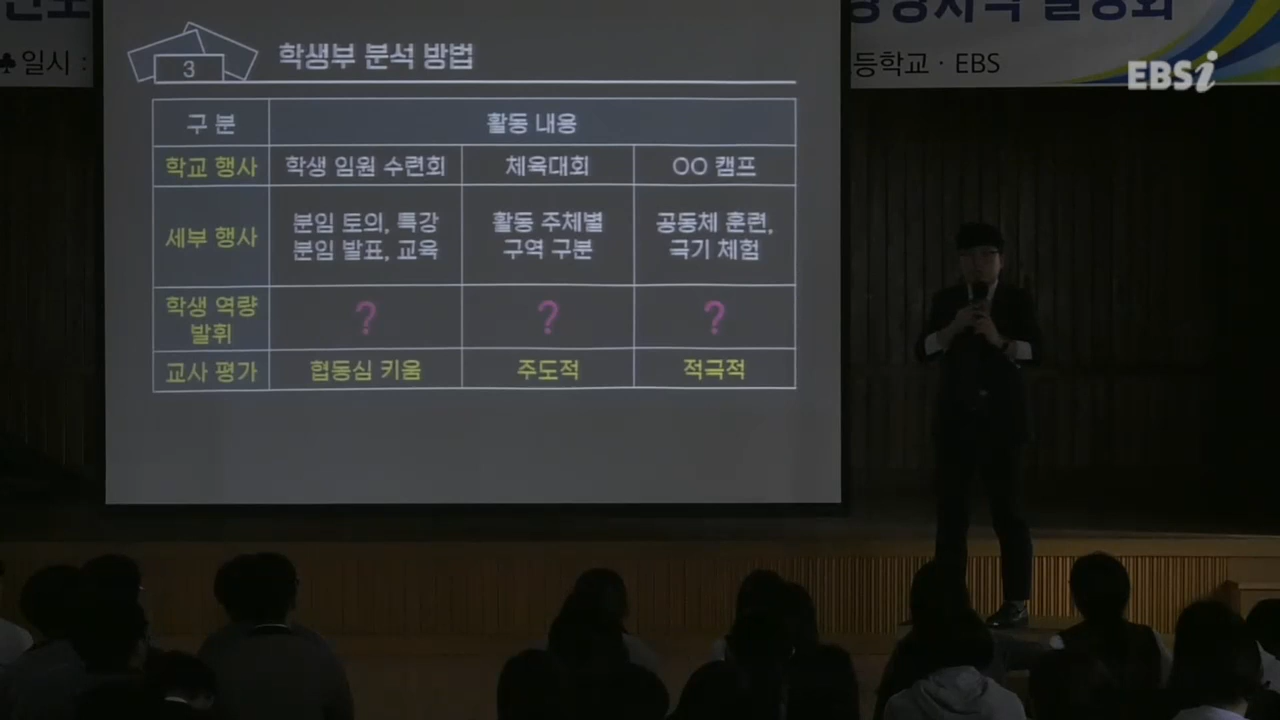 일시 :
등학교 · EBS
EBSi
3
학생부 분석 방법
구 분
활동 내용
학교 행사
학생 임원 수련회
체육대회
OO 캠프
세부 행사
분임 토의, 특강
분임 발표, 교육
활동 주체별
구역 구분
공동체 훈련,
극기 체험
학생 역량
발휘
?
?
?
교사 평가
협동심 키움
주도적
적극적